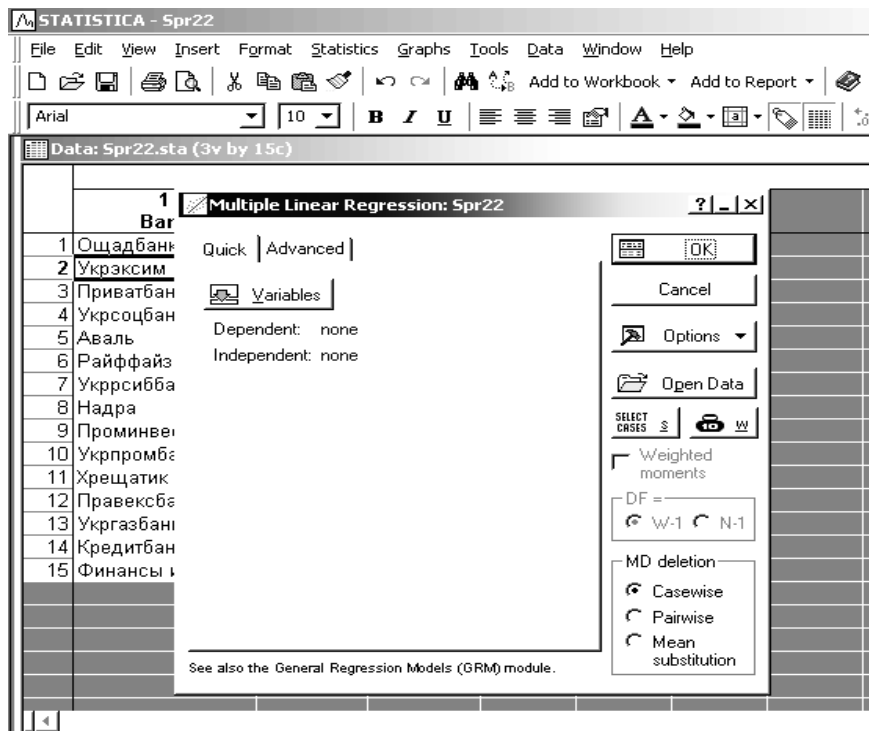 STATISTICA - Spr22
File Edit View Insert Format Statistics Graphs Tools Data Window Help
Add to Workbook Add to Report
Arial 10 B I U A a
Data: Spr22.sta (3v by 15c)
1
Ban
Multiple Linear Regression: Spr22
Quick Advanced
Variables
Dependent: none
Independent: none
OK
Cancel
Options
Open Data
SELECT CASES S W
Weighted
moments
DF =
W-1 N-1
MD deletion
Casewise
Pairwise
Mean
substitution
See also the General Regression Models (GRM) module.
1 Ощадбанк
2 Укрэксим
3 Приватбан
4 Укрсоцбан
5 Аваль
6 Райффайз
7 Укррсибба
8 Надра
9 Проминве
10 Укрпромба
11 Хрещатик
12 Правексба
13 Укргазбан
14 Кредитбан
15 Финансы